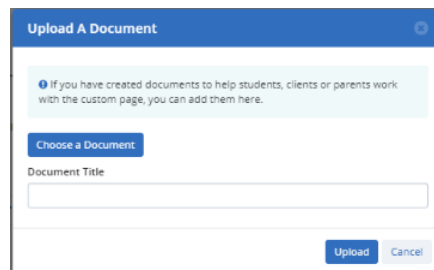 Upload A Document
If you have created documents to help students, clients or parents work
with the custom page, you can add them here.
Choose a Document
Document Title
Upload Cancel